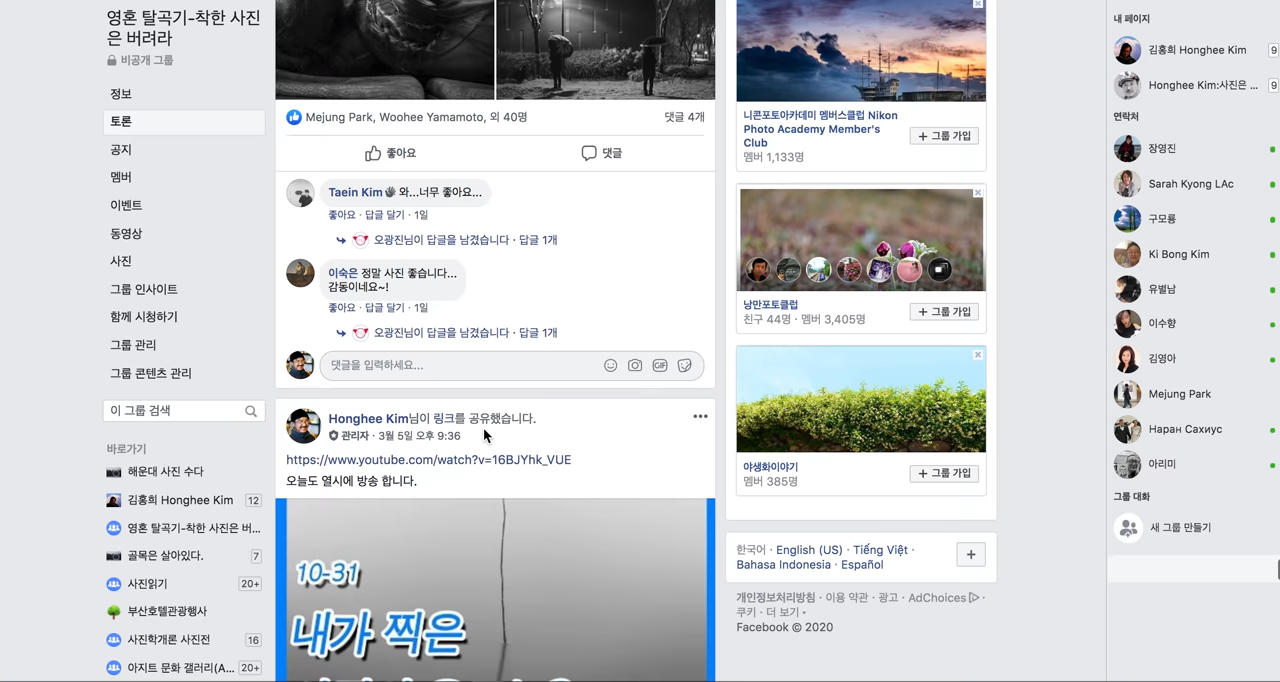 영혼 탈곡기-착한 사진
은 버려라
비공개 그룹
정보
토론
공지
멤버
이벤트
동영상
사진
그룹 인사이트
함께 시청하기
그룹 관리
그룹 콘텐츠 관리
이 그룹 검색
바로가기
해운대 사진 수다
김홍희 Honghee Kim 12
영혼 탈곡기-착한 사진은 버...
골목은 살아있다. 7
사진읽기 20+
부산호텔관광행사
사진학개론 사진전 16
아지트 문화 갤러리(A... 20+
Mejung Park, Woohee Yamamoto, 외 40명 댓글 4개
좋아요 댓글
Taein Kim 와...너무 좋아요...
좋아요 · 답글 달기 · 1일
오광진님이 답글을 남겼습니다 · 답글 1개
이숙은 정말 사진 좋습니다...
감동이네요~!
좋아요 · 답글 달기 · 1일
오광진님이 답글을 남겼습니다 · 답글 1개
댓글을 입력하세요...
GIF
Honghee Kim님이 링크를 공유했습니다.
관리자 · 3월 5일 오후 9:36
https://www.youtube.com/watch?v=16BJYhk_VUE
오늘도 열시에 방송 합니다.
10-31
내가 찍은
니콘포토아카데미 멤버스클럽 Nikon
Photo Academy Member's
Club
멤버 1,133명
+ 그룹 가입
낭만포토클럽
친구 44명 · 멤버 3,405명
+ 그룹 가입
야생화이야기
멤버 385명
+ 그룹 가입
한국어 · English (US) · Tiếng Việt ·
Bahasa Indonesia · Español
+
개인정보처리방침 · 이용 약관 · 광고 · AdChoices ·
쿠키 · 더 보기
Facebook © 2020
내 페이지
김홍희 Honghee Kim 9
Honghee Kim:사진은 ... 9
연락처
장영진
Sarah Kyong LAc
구모룡
Ki Bong Kim
유별남
이수향
김영아
Mejung Park
Наран Сахиус
아리미
그룹 대화
새 그룹 만들기